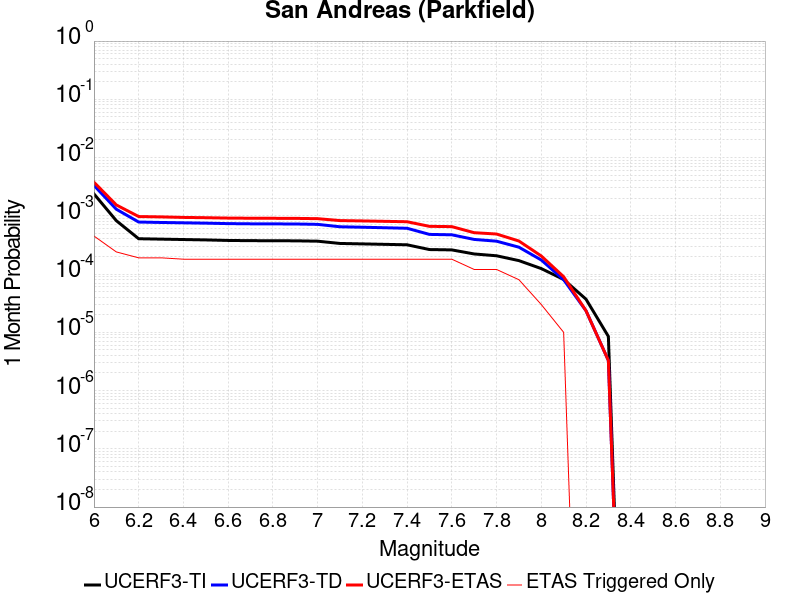 San Andreas (Parkfield)
1 Month Probability
10^0
10^-1
10^-2
10^-3
10^-4
10^-5
10^-6
10^-7
10^-8
6 6.2 6.4 6.6 6.8 7 7.2 7.4 7.6 7.8 8 8.2 8.4 8.6 8.8 9
Magnitude
UCERF3-TI UCERF3-TD UCERF3-ETAS ETAS Triggered Only